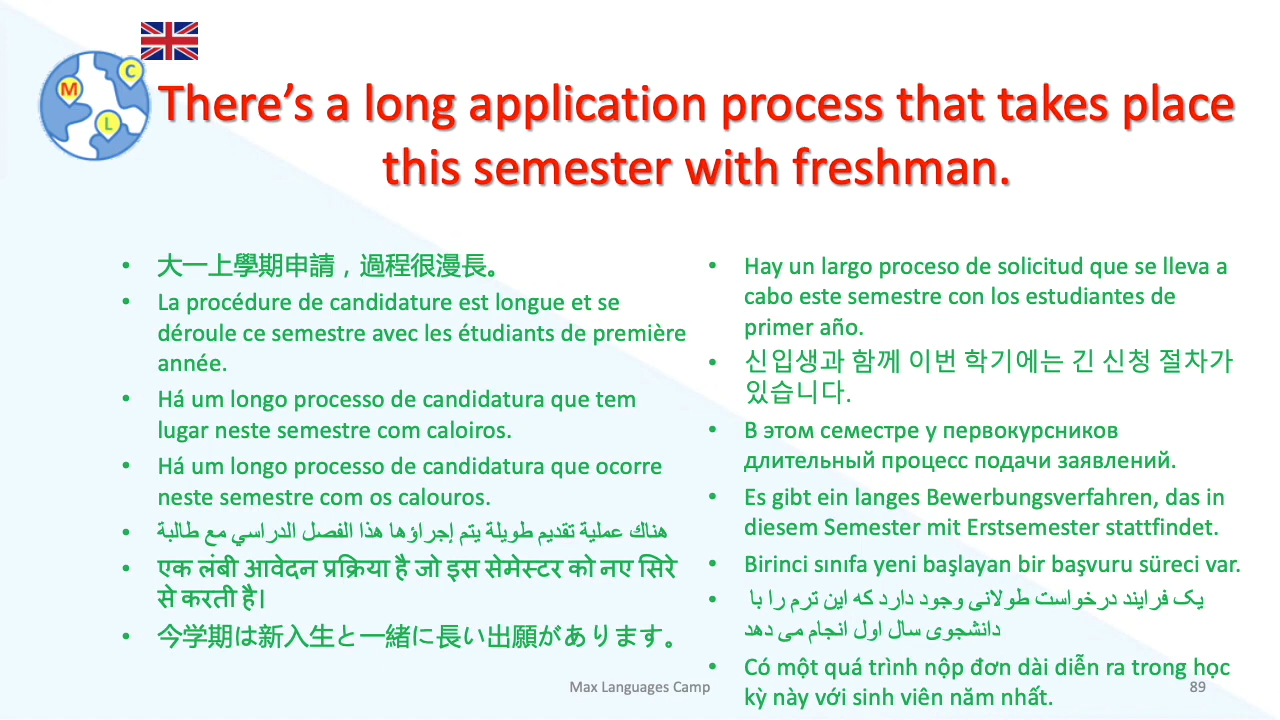 M
C
L
There’s a long application process that takes place
this semester with freshman.
大一上學期申請，過程很漫長。
La procédure de candidature est longue et se
déroule ce semestre avec les étudiants de première
année.
Há um longo processo de candidatura que tem
lugar neste semestre com caloiros.
Há um longo processo de candidatura que ocorre
neste semestre com os calouros.
هناك عملية تقديم طويلة يتم إجراؤها هذا الفصل الدراسي مع طالبة
एक लंबी आवेदन प्रक्रिया है जो इस सेमेस्टर को नए सिरे
से करती है।
今学期は新入生と一緒に長い出願があります。
Hay un largo proceso de solicitud que se lleva a
cabo este semestre con los estudiantes de
primer año.
신입생과 함께 이번 학기에는 긴 신청 절차가
있습니다.
В этом семестре у первокурсников
длительный процесс подачи заявлений.
Es gibt ein langes Bewerbungsverfahren, das in
diesem Semester mit Erstsemester stattfindet.
Birinci sınıfa yeni başlayan bir başvuru süreci var.
یک فرایند درخواست طولانی وجود دارد که این ترم را با
دانشجوی سال اول انجام می دهد
Có một quá trình nộp đơn dài diễn ra trong học
kỳ này với sinh viên năm nhất.
Max Languages Camp
89